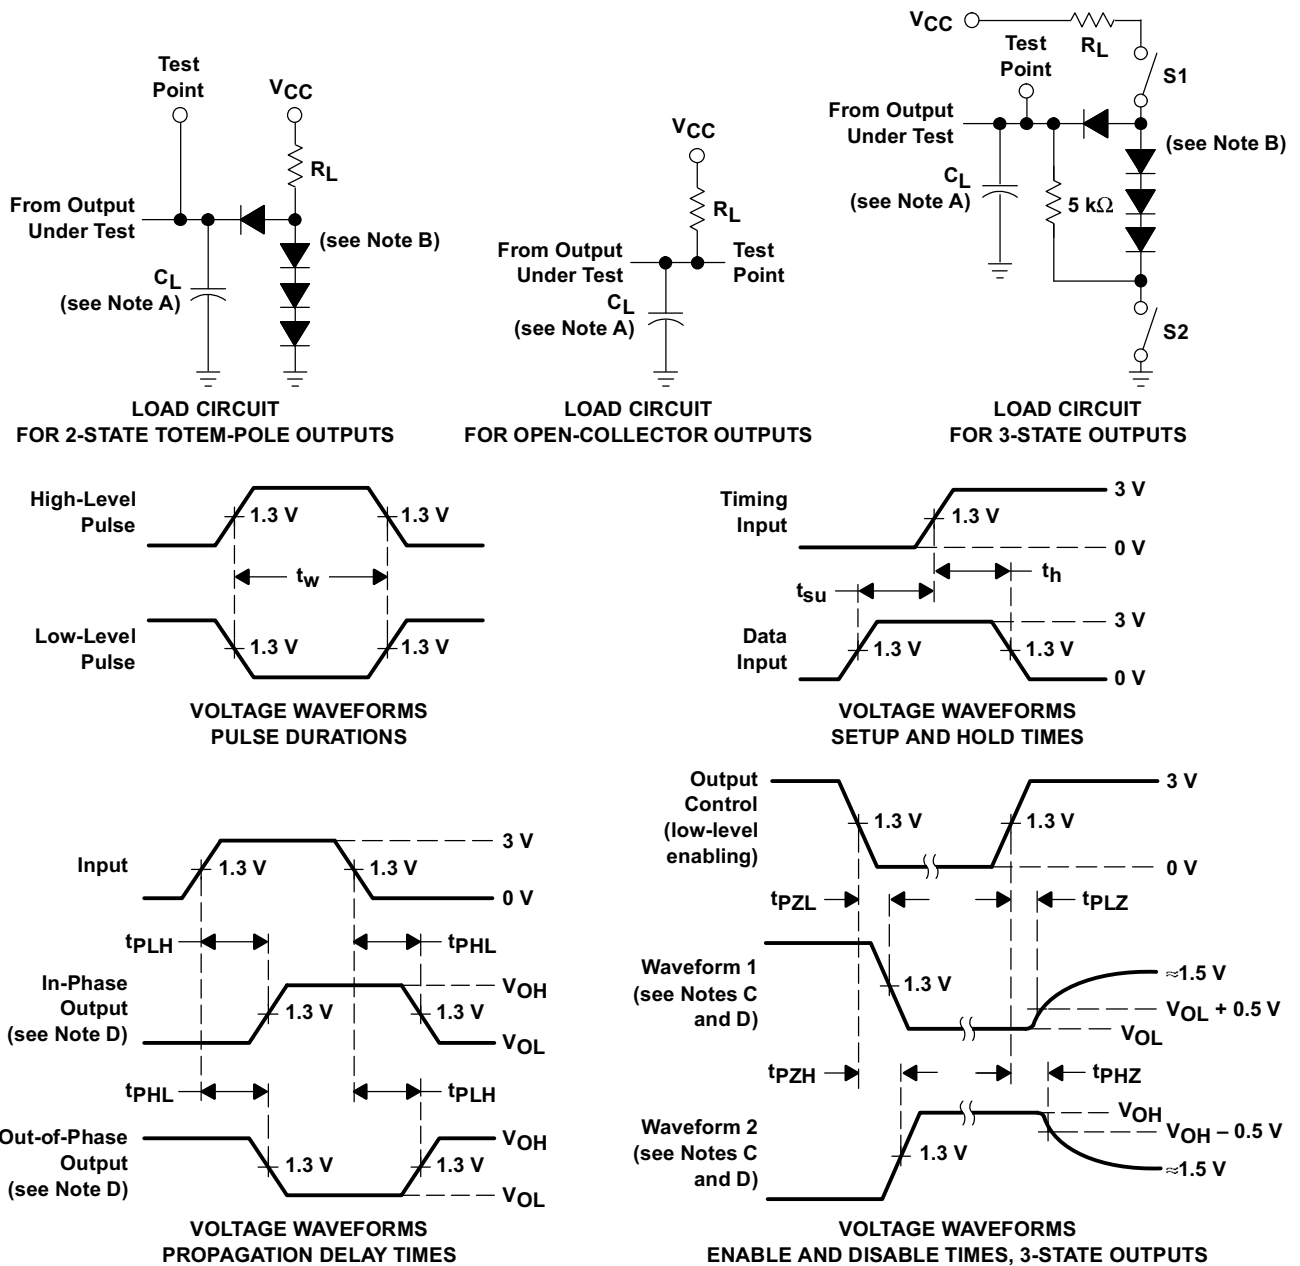 Test
Point
VCC
RL
From Output
Under Test
(see Note B)
CL
(see Note A)
LOAD CIRCUIT
FOR 2-STATE TOTEM-POLE OUTPUTS
VCC
RL
From Output
Under Test
Test
Point
CL
(see Note A)
LOAD CIRCUIT
FOR OPEN-COLLECTOR OUTPUTS
VCC
RL
Test
Point
S1
From Output
Under Test
(see Note B)
CL
(see Note A)
5 kΩ
S2
LOAD CIRCUIT
FOR 3-STATE OUTPUTS
High-Level
Pulse
1.3 V
1.3 V
tw
Low-Level
Pulse
1.3 V
1.3 V
VOLTAGE WAVEFORMS
PULSE DURATIONS
Timing
Input
1.3 V
3 V
0 V
th
tsu
Data
Input
1.3 V
1.3 V
3 V
0 V
VOLTAGE WAVEFORMS
SETUP AND HOLD TIMES
Input
1.3 V
1.3 V
3 V
0 V
tPLH
tPHL
In-Phase
Output
(see Note D)
1.3 V
1.3 V
VOH
VOL
tPHL
tPLH
Out-of-Phase
Output
(see Note D)
1.3 V
1.3 V
VOH
VOL
VOLTAGE WAVEFORMS
PROPAGATION DELAY TIMES
Output
Control
(low-level
enabling)
1.3 V
1.3 V
3 V
0 V
tPZL
tPLZ
Waveform 1
(see Notes C
and D)
1.3 V
≈1.5 V
VOL + 0.5 V
VOL
tPZH
tPHZ
Waveform 2
(see Notes C
and D)
1.3 V
VOH
VOH – 0.5 V
≈1.5 V
VOLTAGE WAVEFORMS
ENABLE AND DISABLE TIMES, 3-STATE OUTPUTS